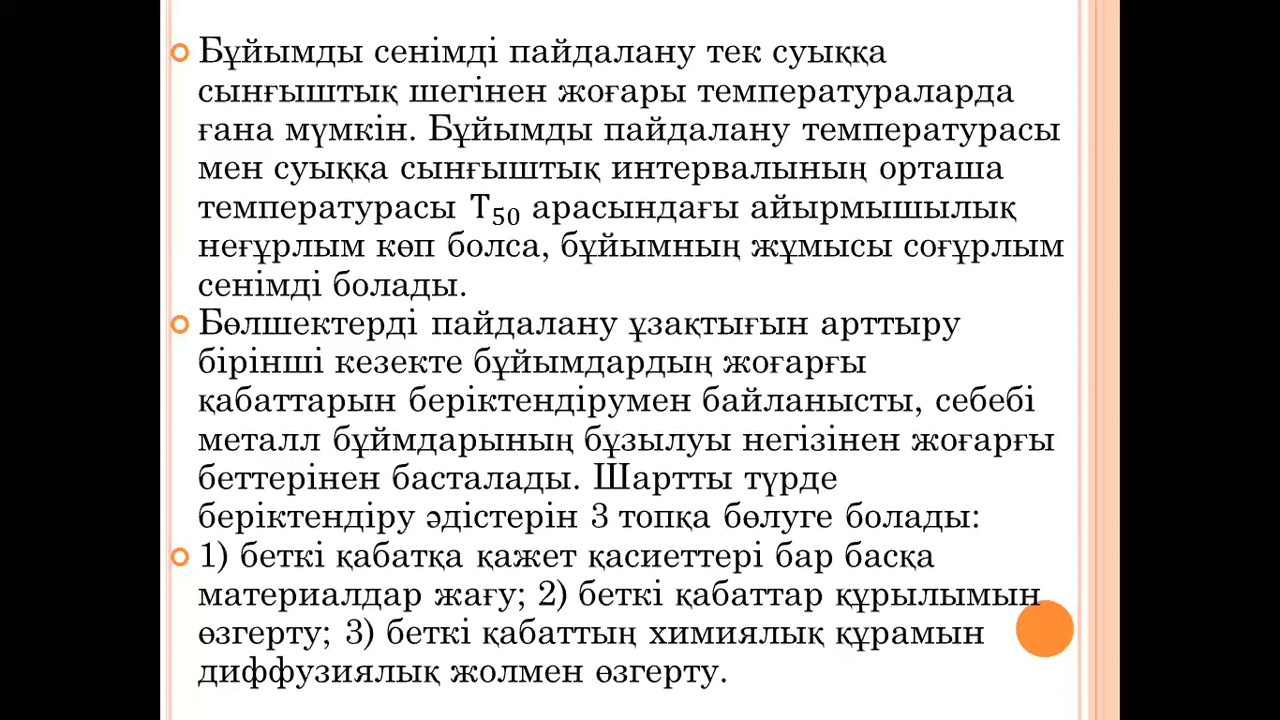 Бұйымды сенімді пайдалану тек суыққа
сынғыштық шегінен жоғары температураларда
ғана мүмкін. Бұйымды пайдалану температурасы
мен суыққа сынғыштық интервалының орташа
температурасы T₅₀ арасындағы айырмышылық
неғұрлым көп болса, бұйымның жұмысы соғұрлым
сенімді болады.
Бөлшектерді пайдалану ұзақтығын арттыру
бірінші кезекте бұйымдардың жоғарғы
қабаттарын беріктендірумен байланысты, себебі
металл бұймдарының бұзылуы негізінен жоғарғы
беттерінен басталады. Шартты түрде
беріктендіру әдістерін 3 топқа бөлуге болады:
1) беткі қабатқа қажет қасиеттері бар басқа
материалдар жағу; 2) беткі қабаттар құрылымын
өзгерту; 3) беткі қабаттың химиялық құрамын
диффузиялық жолмен өзгерту.